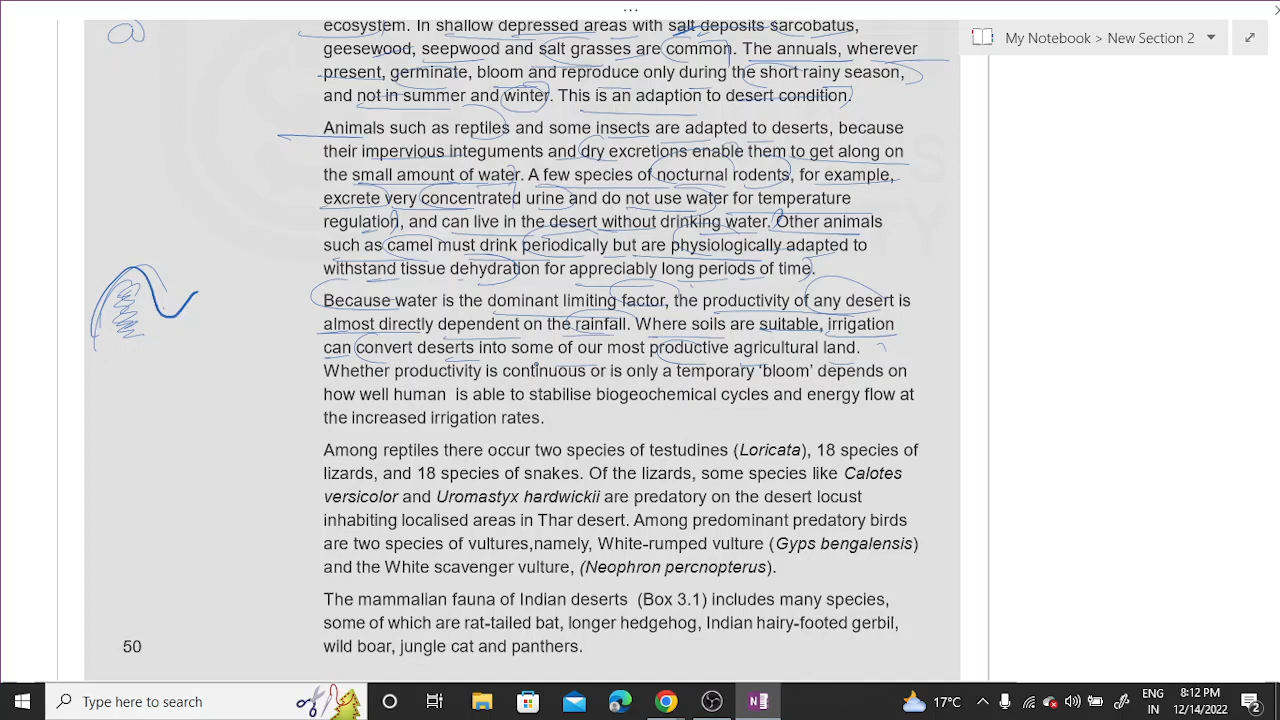 ...
ecosystem. In shallow depressed areas with salt deposits sarcobatus,
geesewood, seepwood and salt grasses are common. The annuals, wherever
present, germinate, bloom and reproduce only during the short rainy season,
and not in summer and winter. This is an adaption to desert condition.
Animals such as reptiles and some insects are adapted to deserts, because
their impervious integuments and dry excretions enable them to get along on
the small amount of water. A few species of nocturnal rodents, for example,
excrete very concentrated urine and do not use water for temperature
regulation, and can live in the desert without drinking water. Other animals
such as camel must drink periodically but are physiologically adapted to
withstand tissue dehydration for appreciably long periods of time.
Because water is the dominant limiting factor, the productivity of any desert is
almost directly dependent on the rainfall. Where soils are suitable, irrigation
can convert deserts into some of our most productive agricultural land.
Whether productivity is continuous or is only a temporary ‘bloom’ depends on
how well human is able to stabilise biogeochemical cycles and energy flow at
the increased irrigation rates.
Among reptiles there occur two species of testudines (Loricata), 18 species of
lizards, and 18 species of snakes. Of the lizards, some species like Calotes
versicolor and Uromastyx hardwickii are predatory on the desert locust
inhabiting localised areas in Thar desert. Among predominant predatory birds
are two species of vultures,namely, White-rumped vulture (Gyps bengalensis)
and the White scavenger vulture, (Neophron percnopterus).
The mammalian fauna of Indian deserts (Box 3.1) includes many species,
some of which are rat-tailed bat, longer hedgehog, Indian hairy-footed gerbil,
wild boar, jungle cat and panthers.
50
My Notebook > New Section 2
Type here to search
17°C
ENG
IN
8:12 PM
12/14/2022
2